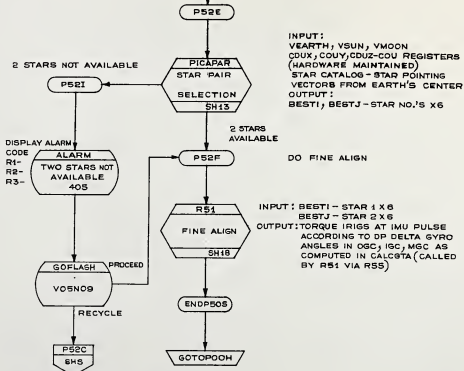 P52E
INPUT:
VEARTH, VSUN, VMOON
CDUX, COUY, CDUZ-COU REGISTERS
(HARDWARE MAINTAINED)
STAR CATALOG - STAR POINTING
VECTORS FROM EARTH'S CENTER
OUTPUT:
BESTI, BESTJ - STAR NO.'S X6
PICAPAR
STAR PAIR
SELECTION
SH13
2 STARS NOT AVAILABLE
P52I
2 STARS
AVAILABLE
DISPLAY ALARM
CODE
R1-
R2-
R3-
ALARM
TWO STARS NOT
AVAILABLE
405
P52F
DO FINE ALIGN
R51
FINE ALIGN
SH18
INPUT: BESTI - STAR 1 X6
BESTJ - STAR 2 X6
OUTPUT: TORQUE IRIGS AT IMU PULSE
ACCORDING TO DP DELTA GYRO
ANGLES IN OGC, IGC, MGC AS
COMPUTED IN CALCGTA (CALLED
BY R51 VIA R55)
GOFLASH
V05N09
PROCEED
RECYCLE
ENDP50S
P52C
SH5
GOTOPOOH